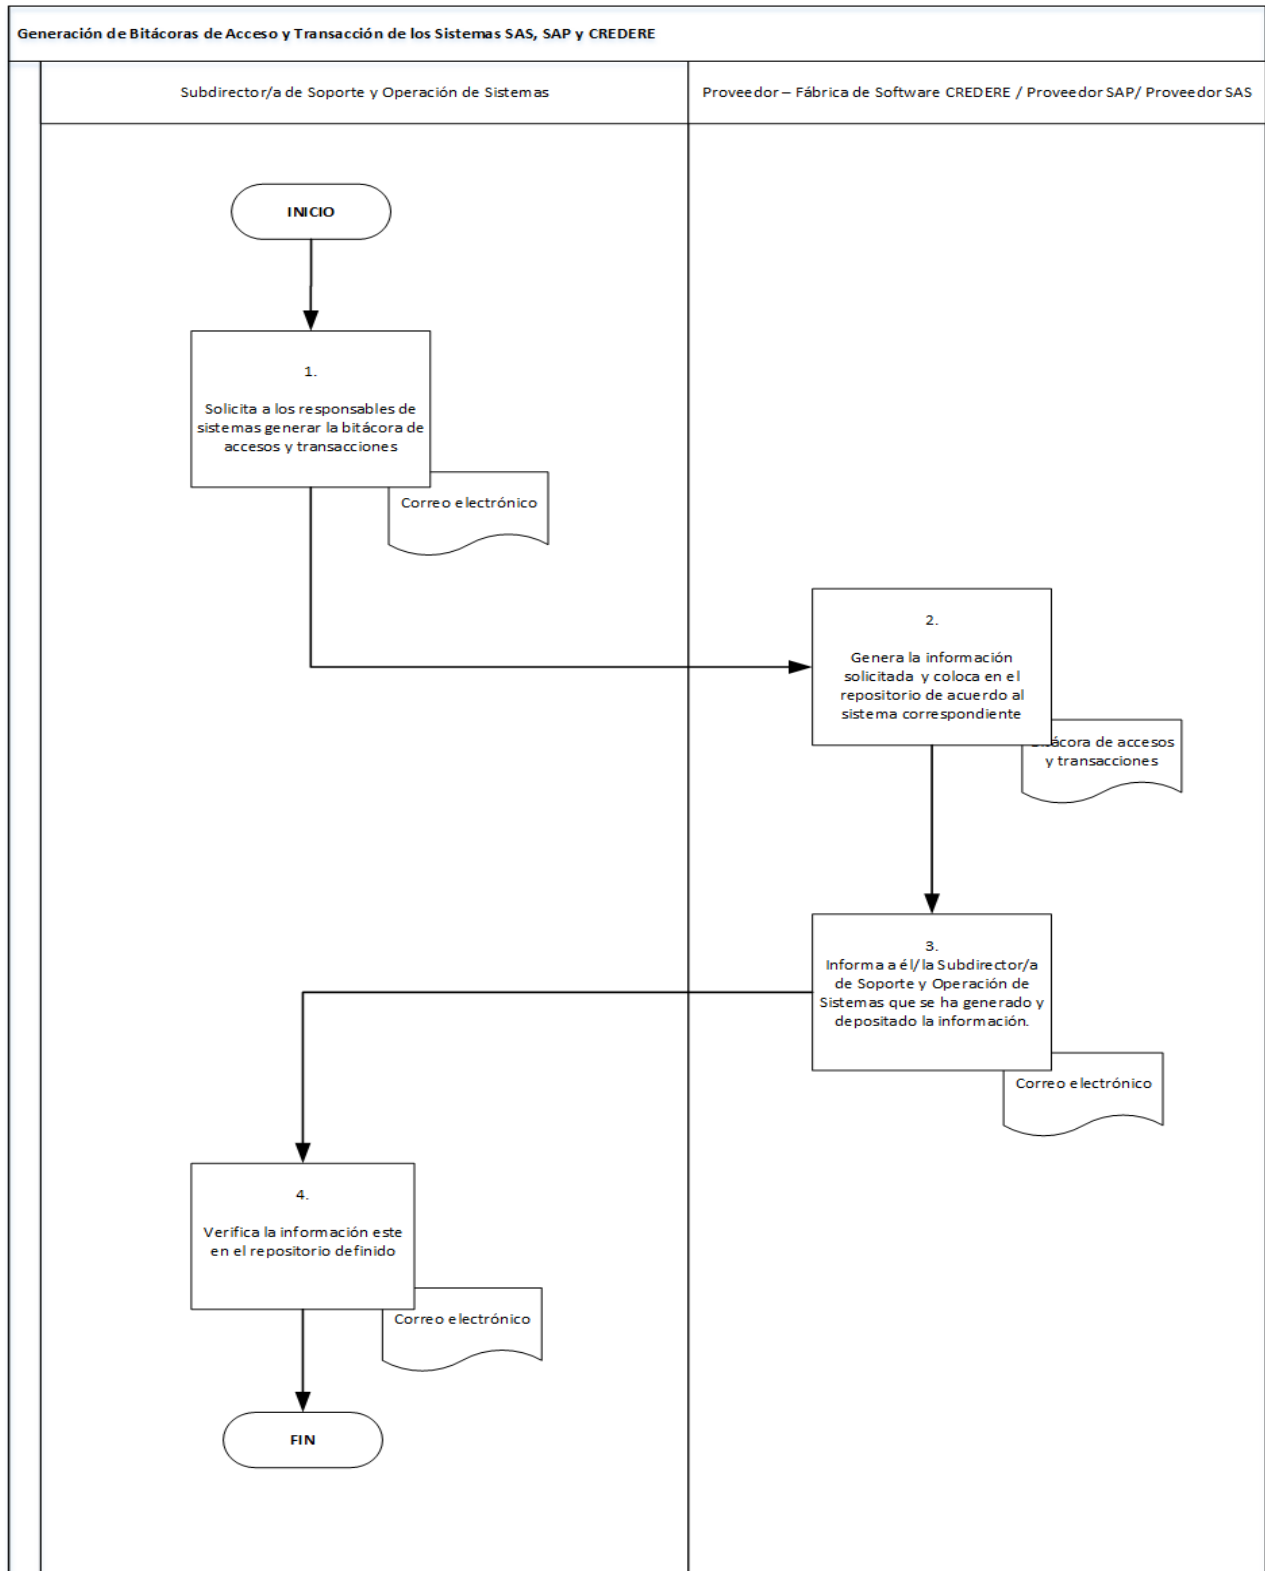 Generación de Bitácoras de Acceso y Transacción de los Sistemas SAS, SAP y CREDERE
Subdirector/a de Soporte y Operación de Sistemas
Proveedor – Fábrica de Software CREDERE / Proveedor SAP/ Proveedor SAS
INICIO
1.
Solicita a los responsables de
sistemas generar la bitácora de
accesos y transacciones
Correo electrónico
2.
Genera la información
solicitada y coloca en el
repositorio de acuerdo al
sistema correspondiente
de accesos
y transacciones
3.
Informa a él/la Subdirector/a
de Soporte y Operación de
Sistemas que se ha generado y
depositado la información.
Correo electrónico
4.
Verifica la información este
en el repositorio definido
Correo electrónico
FIN